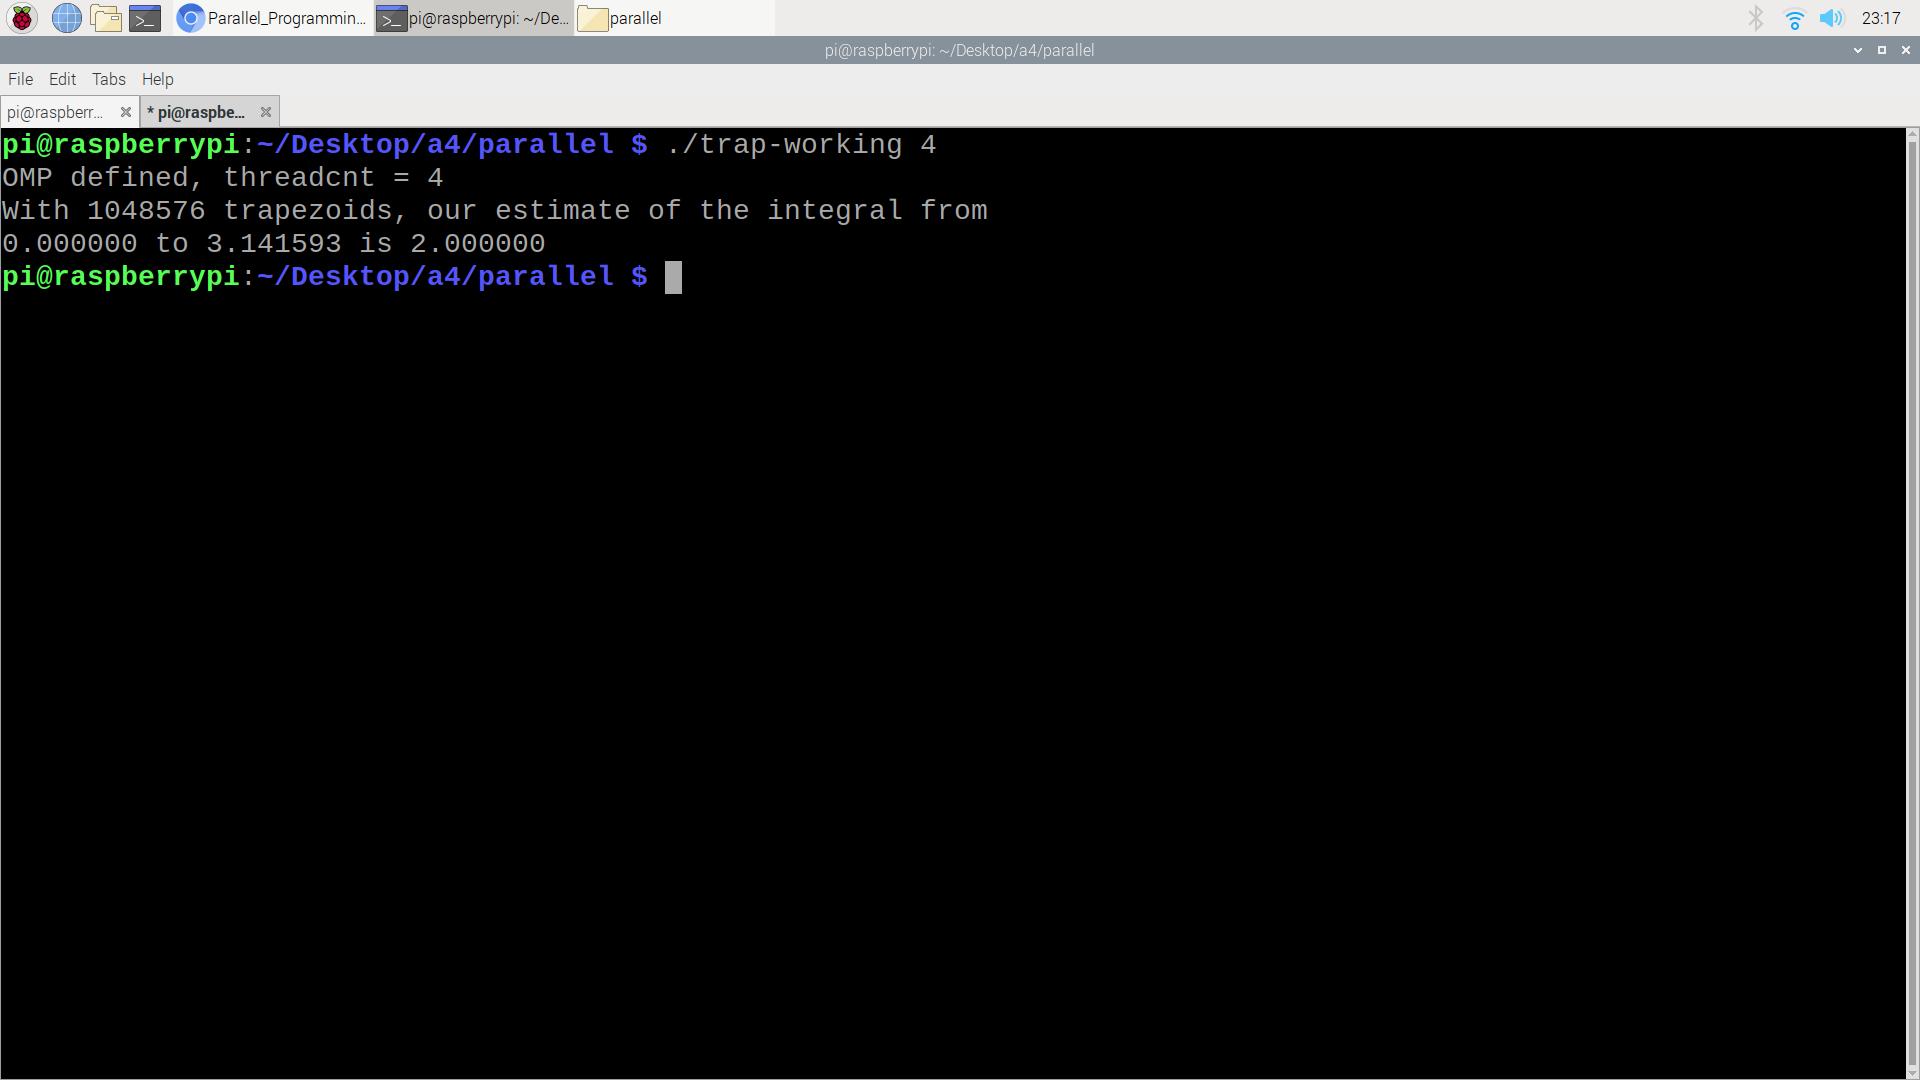 Parallel_Programmin... pi@raspberrypi: ~/De... parallel 23:17
pi@raspberrypi: ~/Desktop/a4/parallel
File Edit Tabs Help
pi@raspberr... * pi@raspbe...
pi@raspberrypi:~/Desktop/a4/parallel $ ./trap-working 4
OMP defined, threadcnt = 4
With 1048576 trapezoids, our estimate of the integral from
0.000000 to 3.141593 is 2.000000
pi@raspberrypi:~/Desktop/a4/parallel $